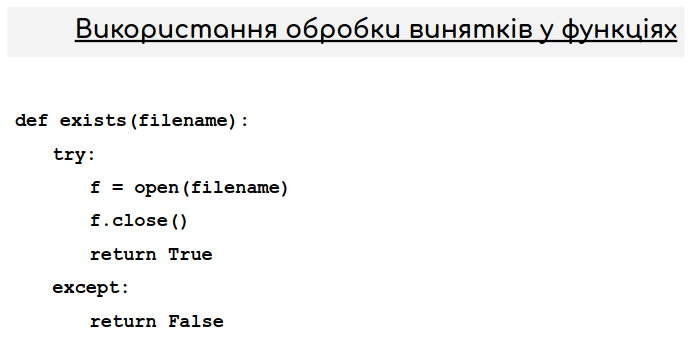 Використання обробки винятків у функціях
def exists(filename):
    try:
        f = open(filename)
        f.close()
        return True
    except:
        return False